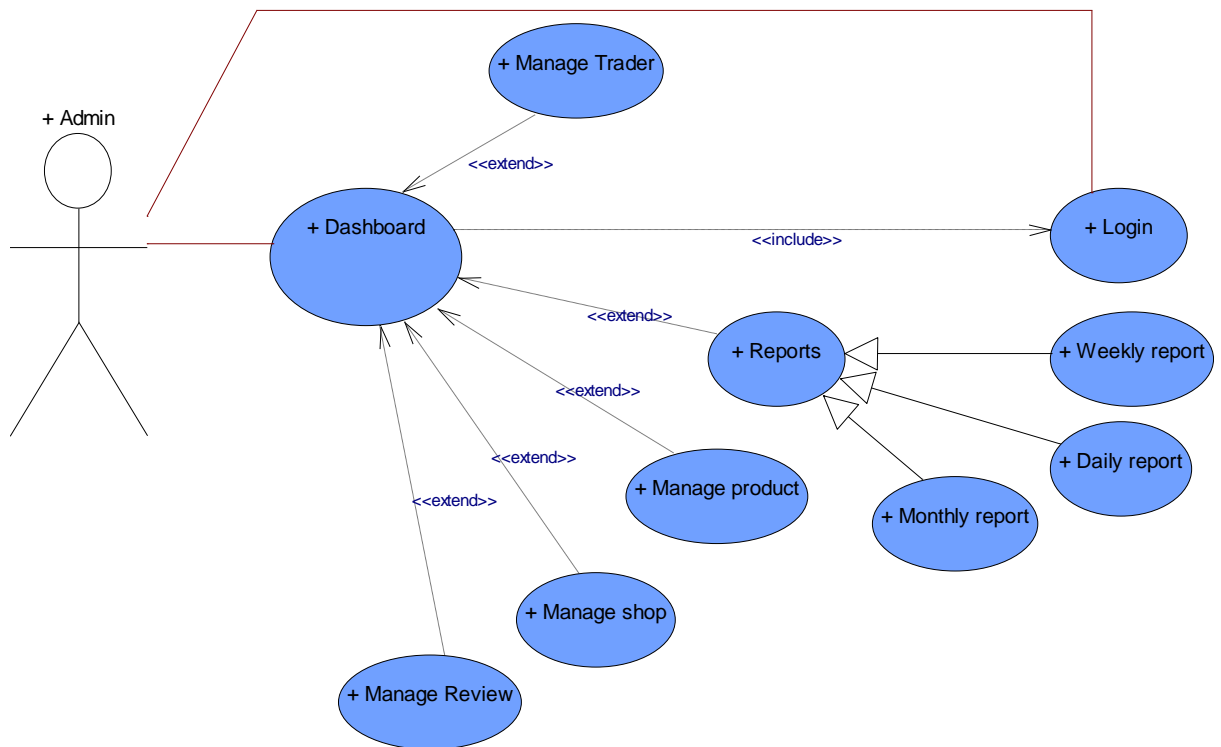 + Manage Trader
+ Admin
<<extend>>
+ Dashboard
+ Login
<<include>>
<<extend>>
+ Reports
+ Weekly report
<<extend>>
+ Daily report
<<extend>>
+ Manage product
<<extend>>
+ Monthly report
+ Manage shop
+ Manage Review